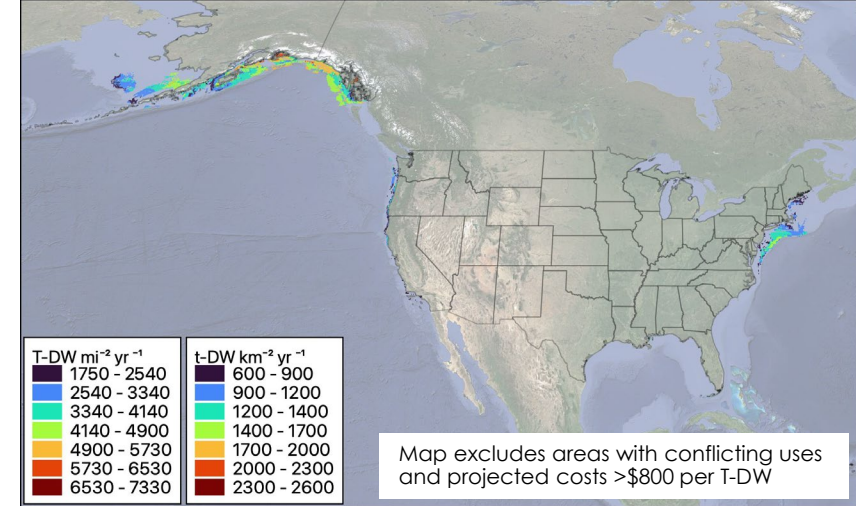 T-DW mi⁻² yr ⁻¹
1750 - 2540
2540 - 3340
3340 - 4140
4140 - 4900
4900 - 5730
5730 - 6530
6530 - 7330
t-DW km⁻² yr ⁻¹
600 - 900
900 - 1200
1200 - 1400
1400 - 1700
1700 - 2000
2000 - 2300
2300 - 2600
Map excludes areas with conflicting uses
and projected costs >$800 per T-DW